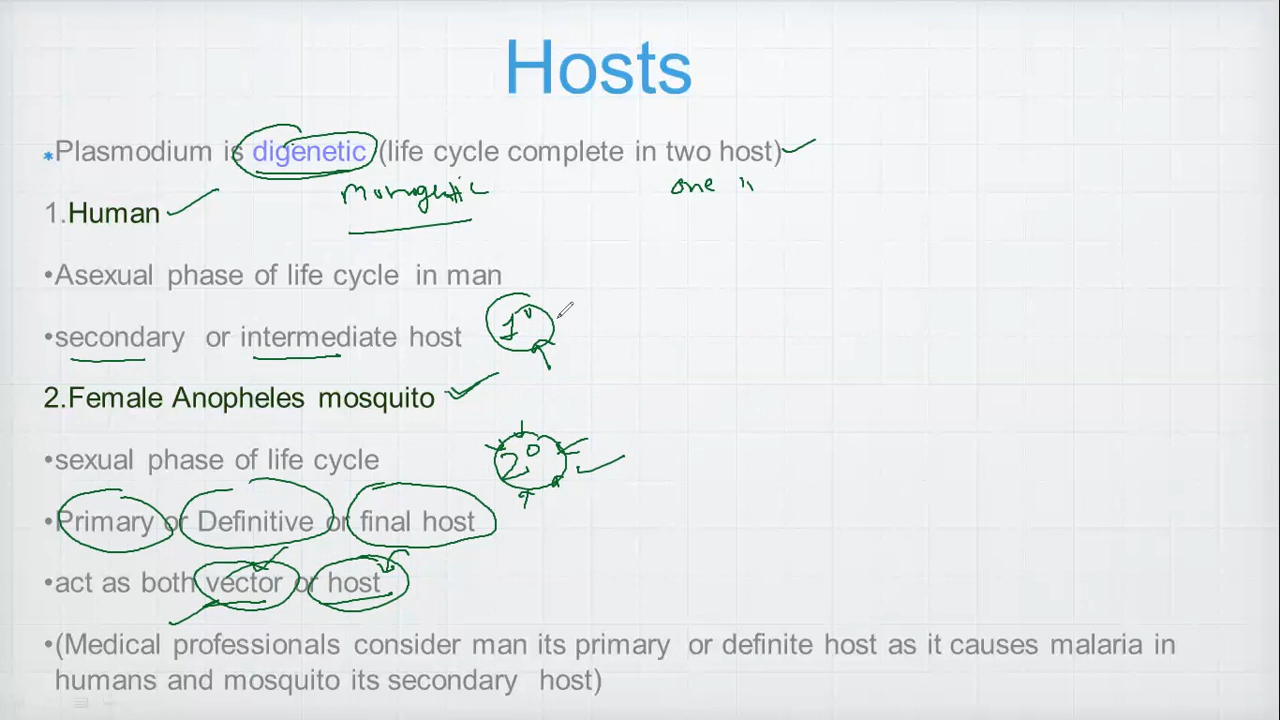 Hosts
*Plasmodium is digenetic (life cycle complete in two host)
monogenetic one "
1.Human
•Asexual phase of life cycle in man
•secondary or intermediate host 1°
2.Female Anopheles mosquito
•sexual phase of life cycle 2°
•Primary or Definitive or final host
•act as both vector or host
•(Medical professionals consider man its primary or definite host as it causes malaria in
humans and mosquito its secondary host)